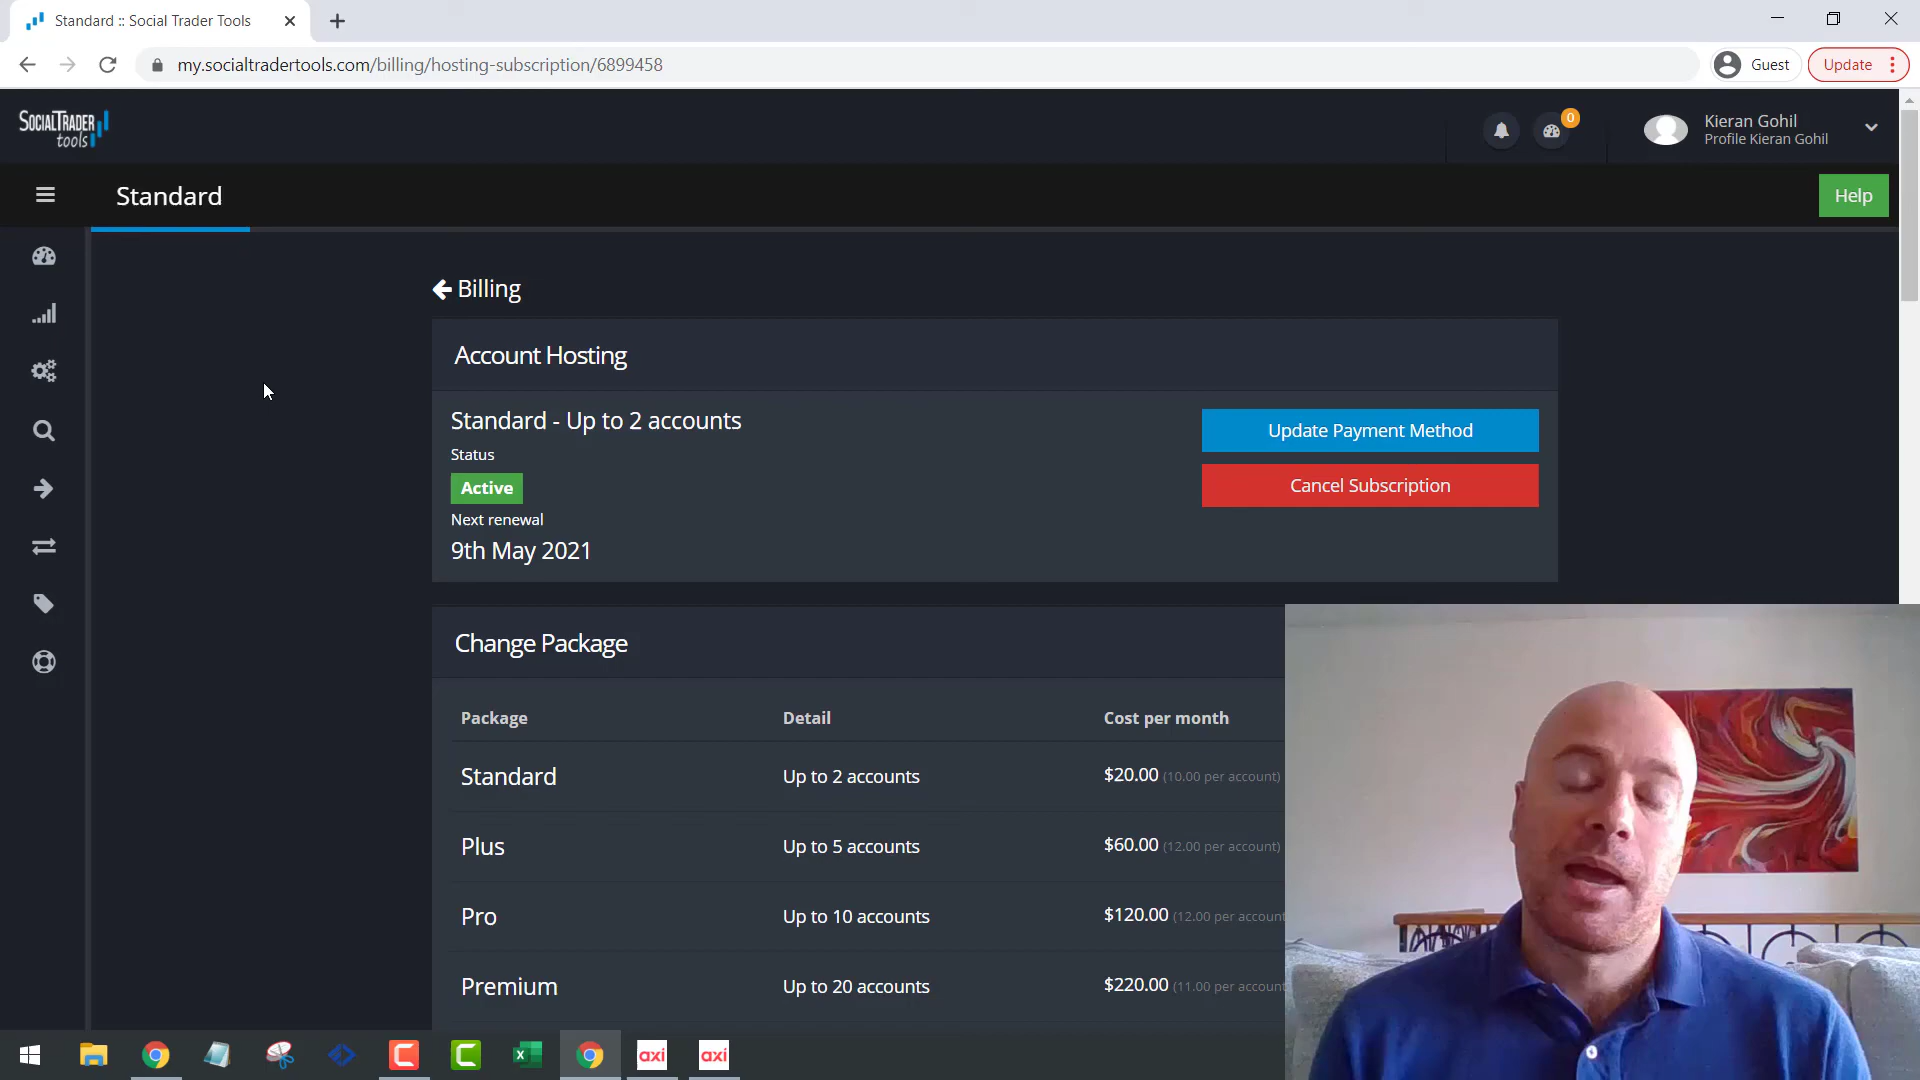 Standard :: Social Trader Tools
my.socialtradertools.com/billing/hosting-subscription/6899458
Guest
Update
SOCIALTRADER
tools
0
Kieran Gohil
Profile Kieran Gohil
Standard
Help
Billing
Account Hosting
Standard - Up to 2 accounts
Update Payment Method
Status
Active
Cancel Subscription
Next renewal
9th May 2021
Change Package
Package Detail Cost per month
Standard Up to 2 accounts $20.00 (10.00 per account)
Plus Up to 5 accounts $60.00 (12.00 per account)
Pro Up to 10 accounts $120.00 (12.00 per account
Premium Up to 20 accounts $220.00 (11.00 per account
axi
axi